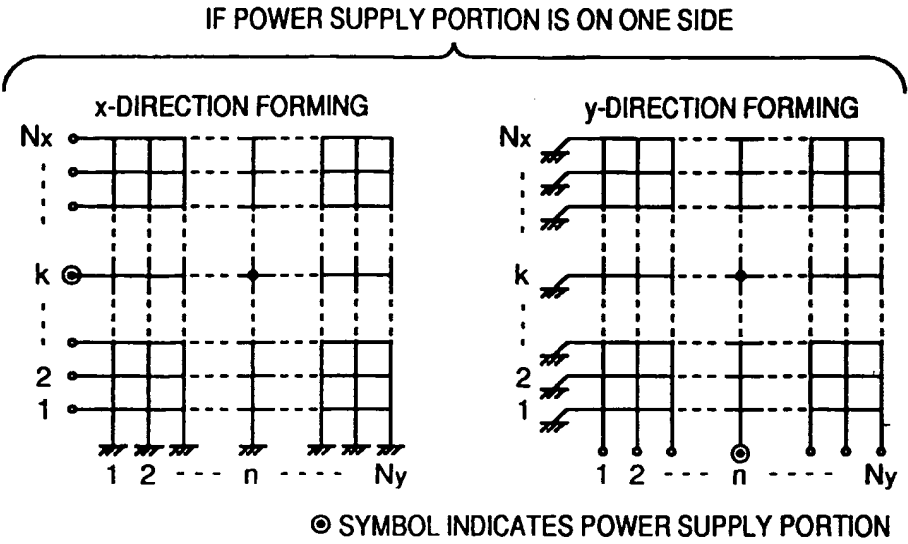 IF POWER SUPPLY PORTION IS ON ONE SIDE
x-DIRECTION FORMING
Nx
k
2
1
1 2 n Ny
y-DIRECTION FORMING
Nx
k
2
1
1 2 n Ny
SYMBOL INDICATES POWER SUPPLY PORTION